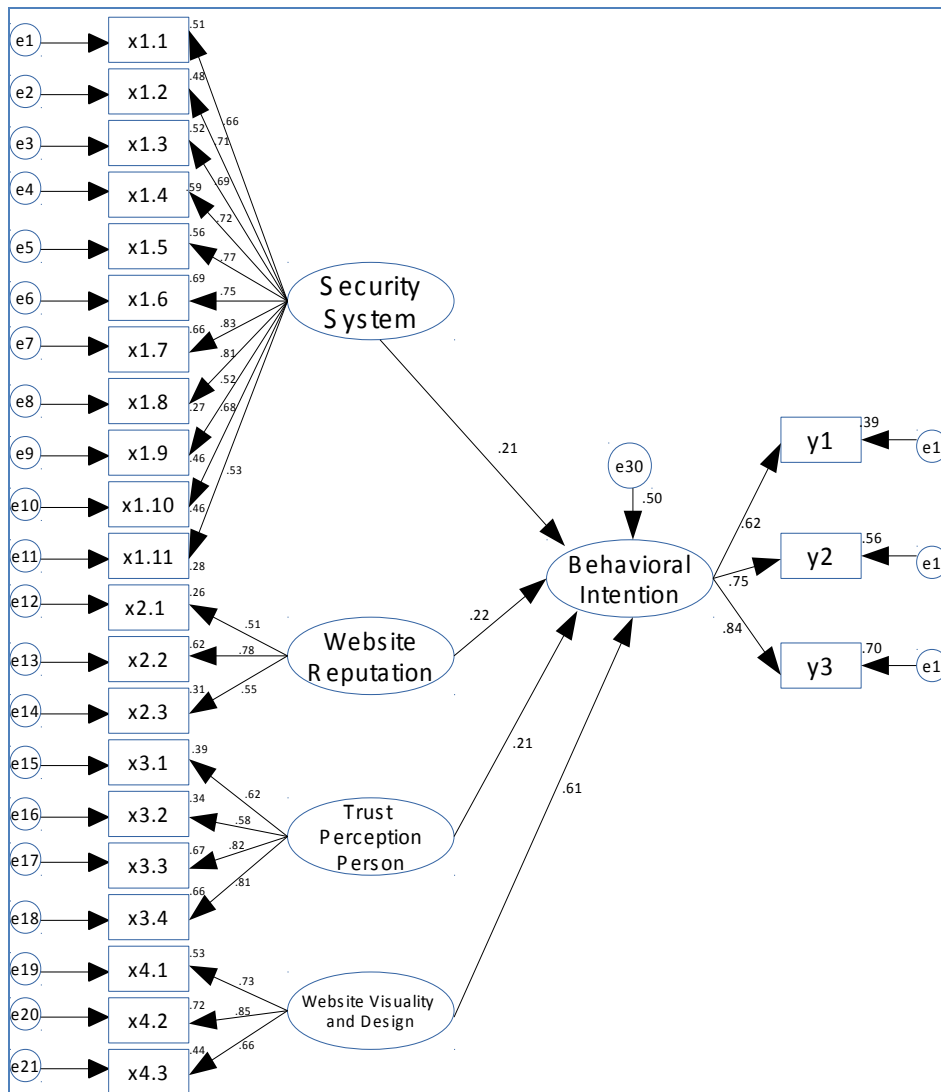 e1
x1.1
.51
e2
x1.2
.48
e3
x1.3
.52
e4
x1.4
.59
e5
x1.5
.56
e6
x1.6
.69
e7
x1.7
.66
e8
x1.8
.27
e9
x1.9
.46
e10
x1.10
.46
e11
x1.11
.28
.66
.71
.69
.72
.77
.75
.83
.81
.52
.68
.53
Security
System
.21
e12
x2.1
.26
e13
x2.2
.62
e14
x2.3
.31
.51
.78
.55
Website
Reputation
.22
e15
x3.1
.39
e16
x3.2
.34
e17
x3.3
.67
e18
x3.4
.66
.62
.58
.82
.81
Trust
Perception
Person
.21
e19
x4.1
.53
e20
x4.2
.72
e21
x4.3
.44
.73
.85
.66
Website Visuality
and Design
.61
e30
.50
Behavioral
Intention
.62
.75
.84
y1
.39
e1
y2
.56
e1
y3
.70
e1